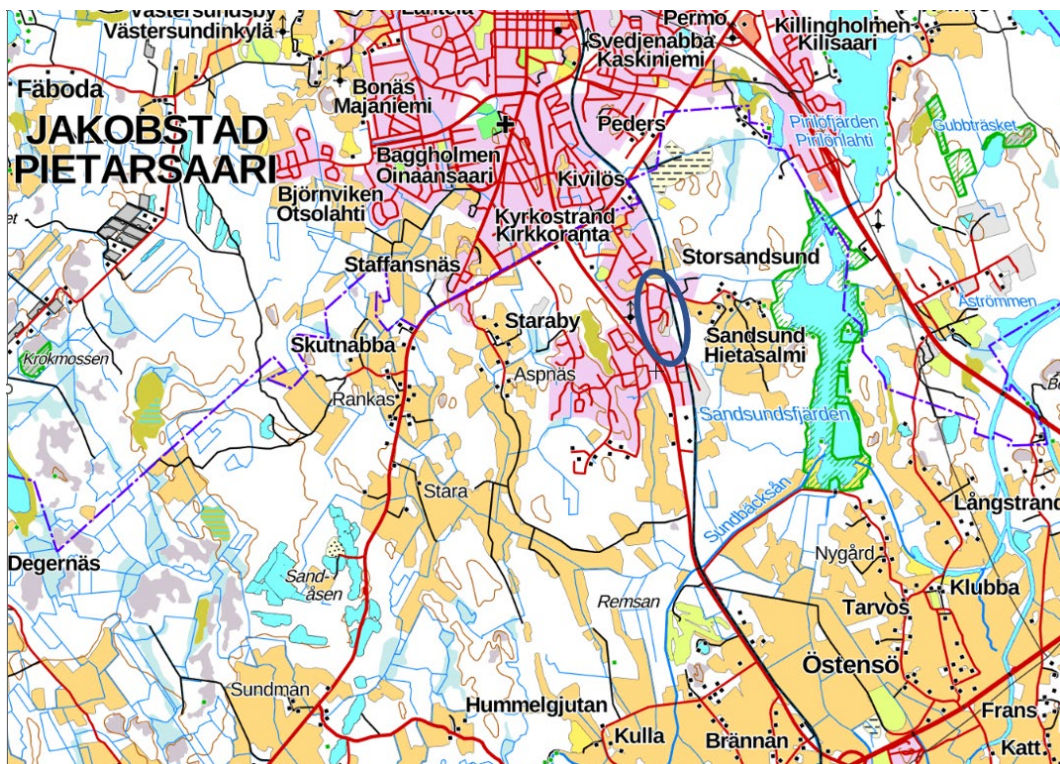 Västersundsby
Västersundinkylä
Permo
Killingholmen
Kilisaari
Svedjenabba
Kaskiniemi
Fäboda
Bonäs
Majaniemi
Peders
Pirilöfjärden
Pirilönlahti
Gubbträsket
JAKOBSTAD
PIETARSAARI
Baggholmen
Oinaansaari
Kivilös
Björnviken
Otsolahti
Kyrkostrand
Kirkkoranta
Staffansnäs
Storsandsund
Åströmmen
Staraby
Sandsund
Hietasalmi
Skutnabba
Krokmossen
Aspnäs
Rankas
Sandsundsfjärden
Stara
Sundbäcksån
Långstrand
Degernäs
Nygård
Klubba
Sand-
åsen
Remsan
Tarvos
Östensö
Sundman
Hummelgjutan
Frans
Kulla
Brännan
Katt